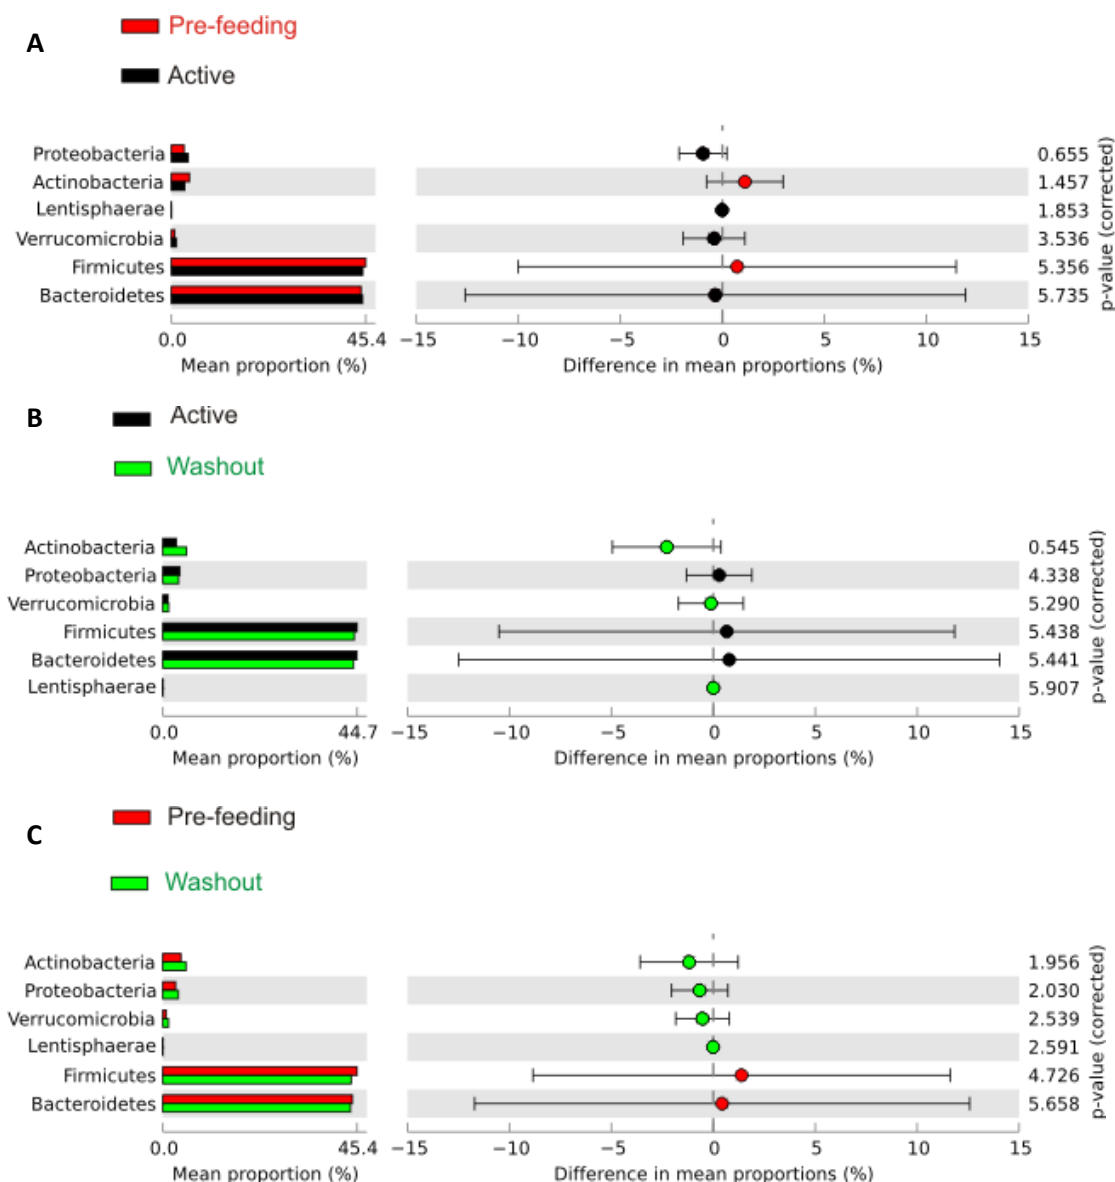 A
Pre-feeding
Active
Proteobacteria 0.655
Actinobacteria 1.457
Lentisphaerae 1.853
Verrucomicrobia 3.536
Firmicutes 5.356
Bacteroidetes 5.735
p-value (corrected)
0.0 45.4 −15 −10 −5 0 5 10 15
Mean proportion (%) Difference in mean proportions (%)
B
Active
Washout
Actinobacteria 0.545
Proteobacteria 4.338
Verrucomicrobia 5.290
Firmicutes 5.438
Bacteroidetes 5.441
Lentisphaerae 5.907
p-value (corrected)
0.0 44.7 −15 −10 −5 0 5 10 15
Mean proportion (%) Difference in mean proportions (%)
C
Pre-feeding
Washout
Actinobacteria 1.956
Proteobacteria 2.030
Verrucomicrobia 2.539
Lentisphaerae 2.591
Firmicutes 4.726
Bacteroidetes 5.658
p-value (corrected)
0.0 45.4 −15 −10 −5 0 5 10 15
Mean proportion (%) Difference in mean proportions (%)